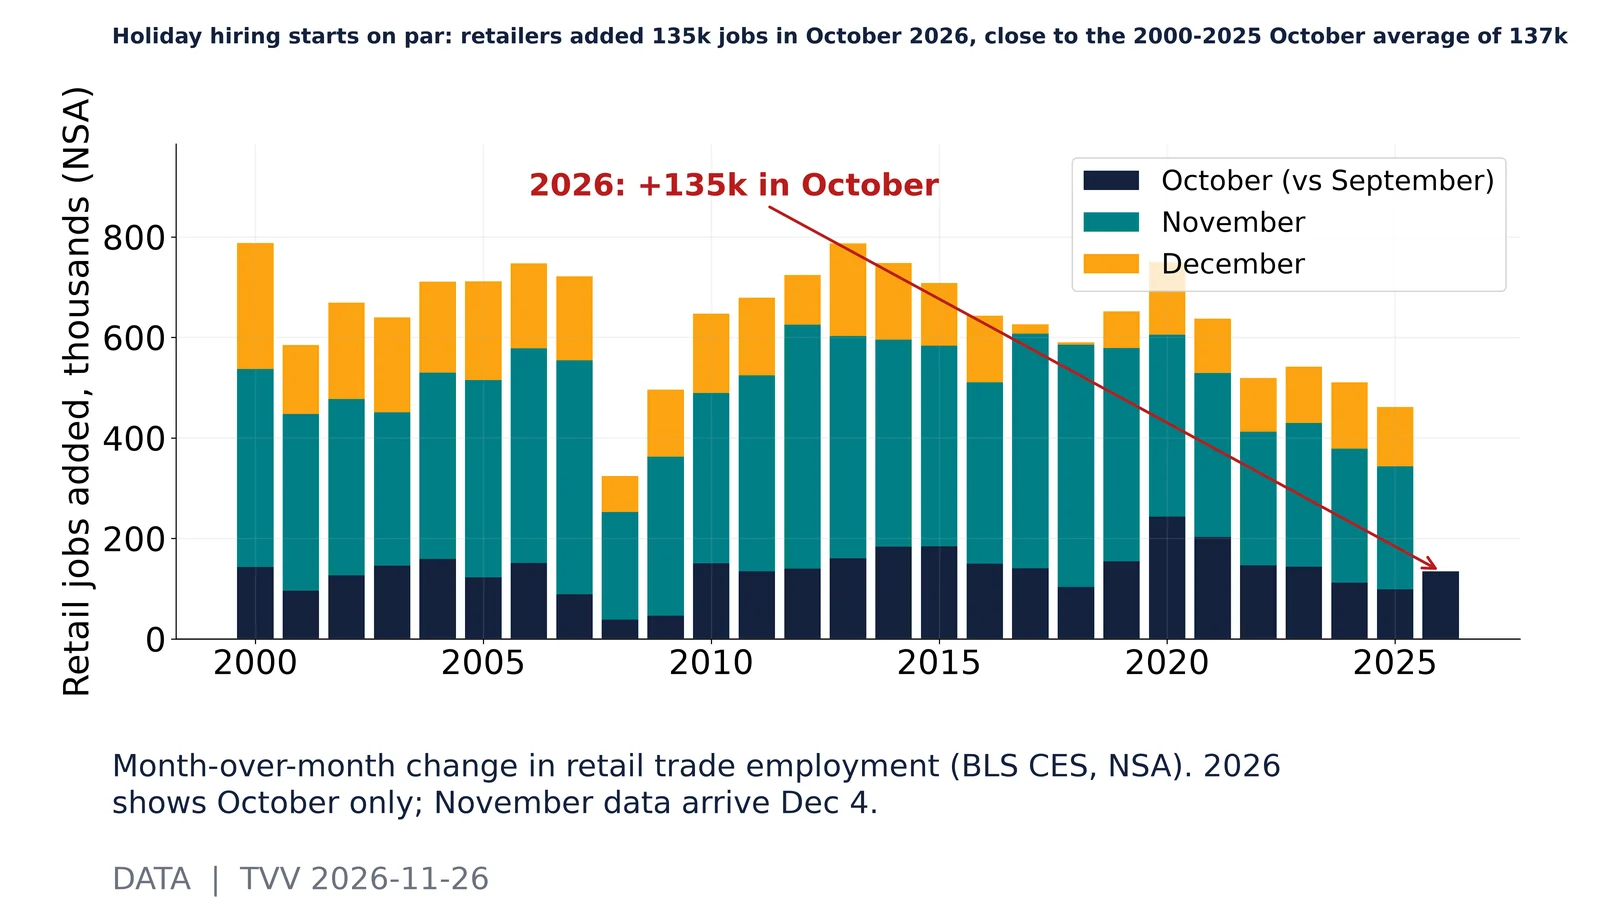 Holiday hiring starts on par: retailers added 135k jobs in October 2026, close to the 2000-2025 October average of 137k
Retail jobs added, thousands (NSA)
2026: +135k in October
October (vs September)
November
December
800
600
400
200
0
2000
2005
2010
2015
2020
2025
Month-over-month change in retail trade employment (BLS CES, NSA). 2026
shows October only; November data arrive Dec 4.
DATA | TVV 2026-11-26